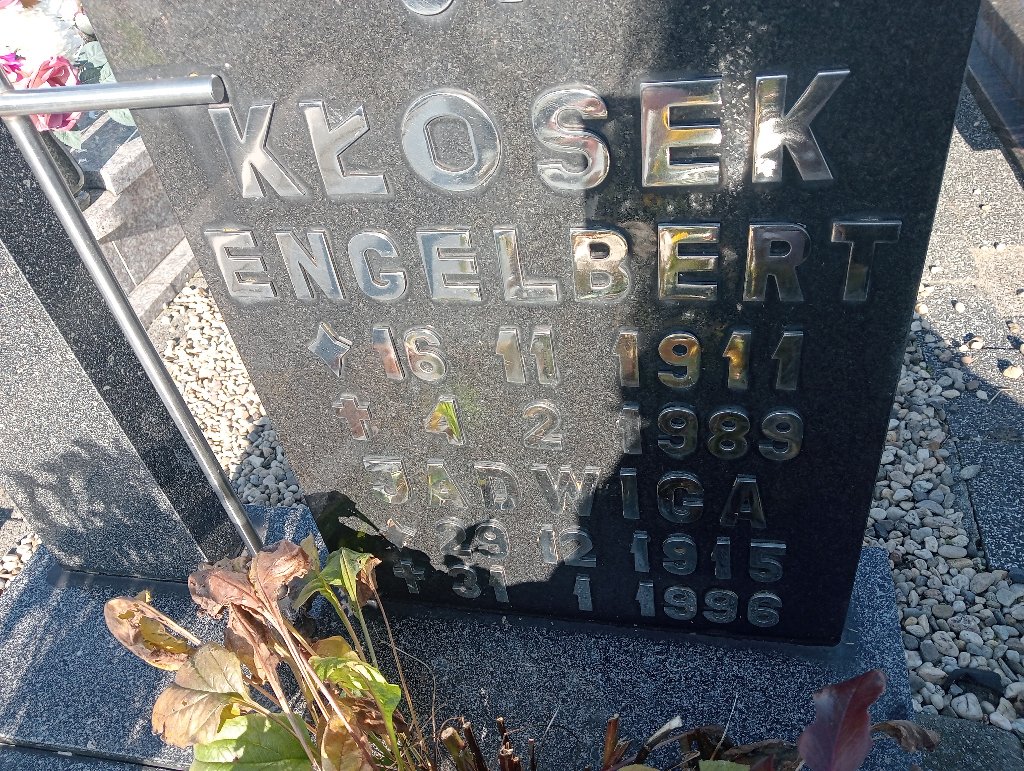 KŁOSEK
ENGELBERT
16 11 1911
✝ 4 2 1989
JADWIGA
29 12 1915
✝ 31 1 1996